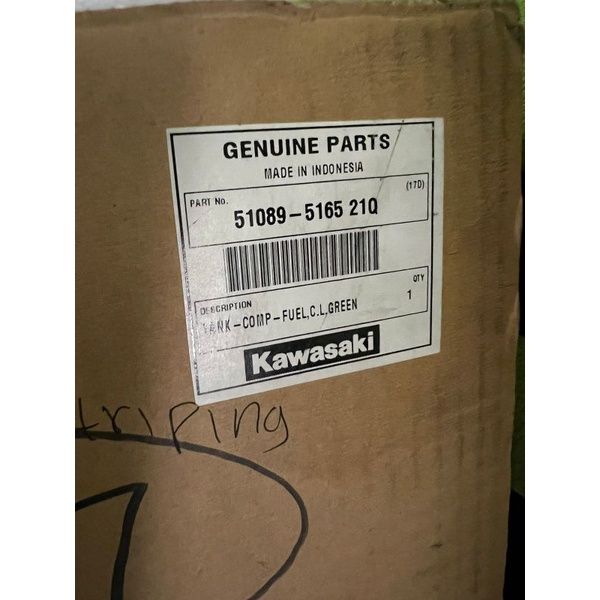 GENUINE PARTS
MADE IN INDONESIA
PART No. (17D)
51089-5165 21Q
DESCRIPTION QTY
TANK-COMP-FUEL,C.L,GREEN 1
Kawasaki
triping